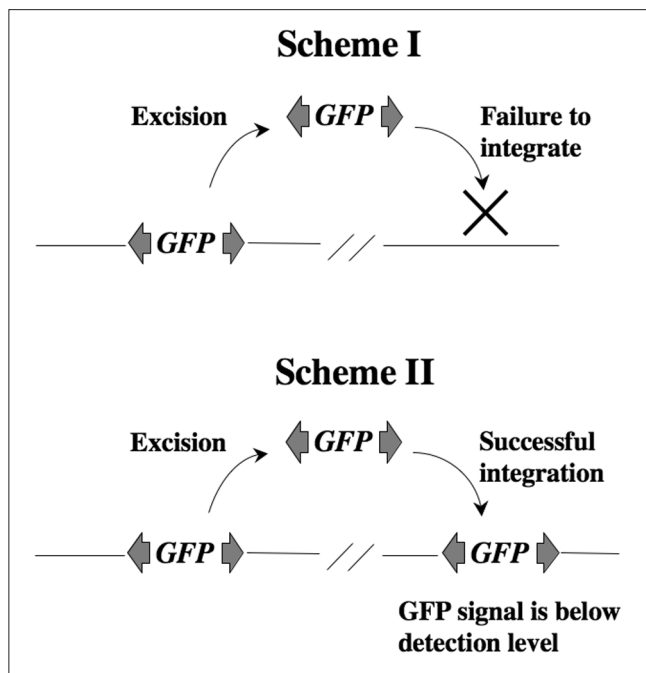 Scheme I
Excision
GFP
Failure to
integrate
GFP
Scheme II
Excision
GFP
Successful
integration
GFP
GFP
GFP signal is below
detection level